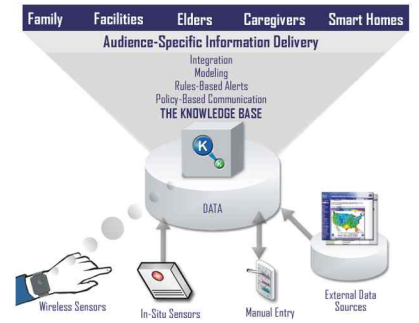 Family Facilities Elders Caregivers Smart Homes
Audience-Specific Information Delivery
Integration
Modeling
Rules-Based Alerts
Policy-Based Communication
THE KNOWLEDGE BASE
K
K
DATA
Wireless Sensors
In-Situ Sensors
Manual Entry
External Data
Sources